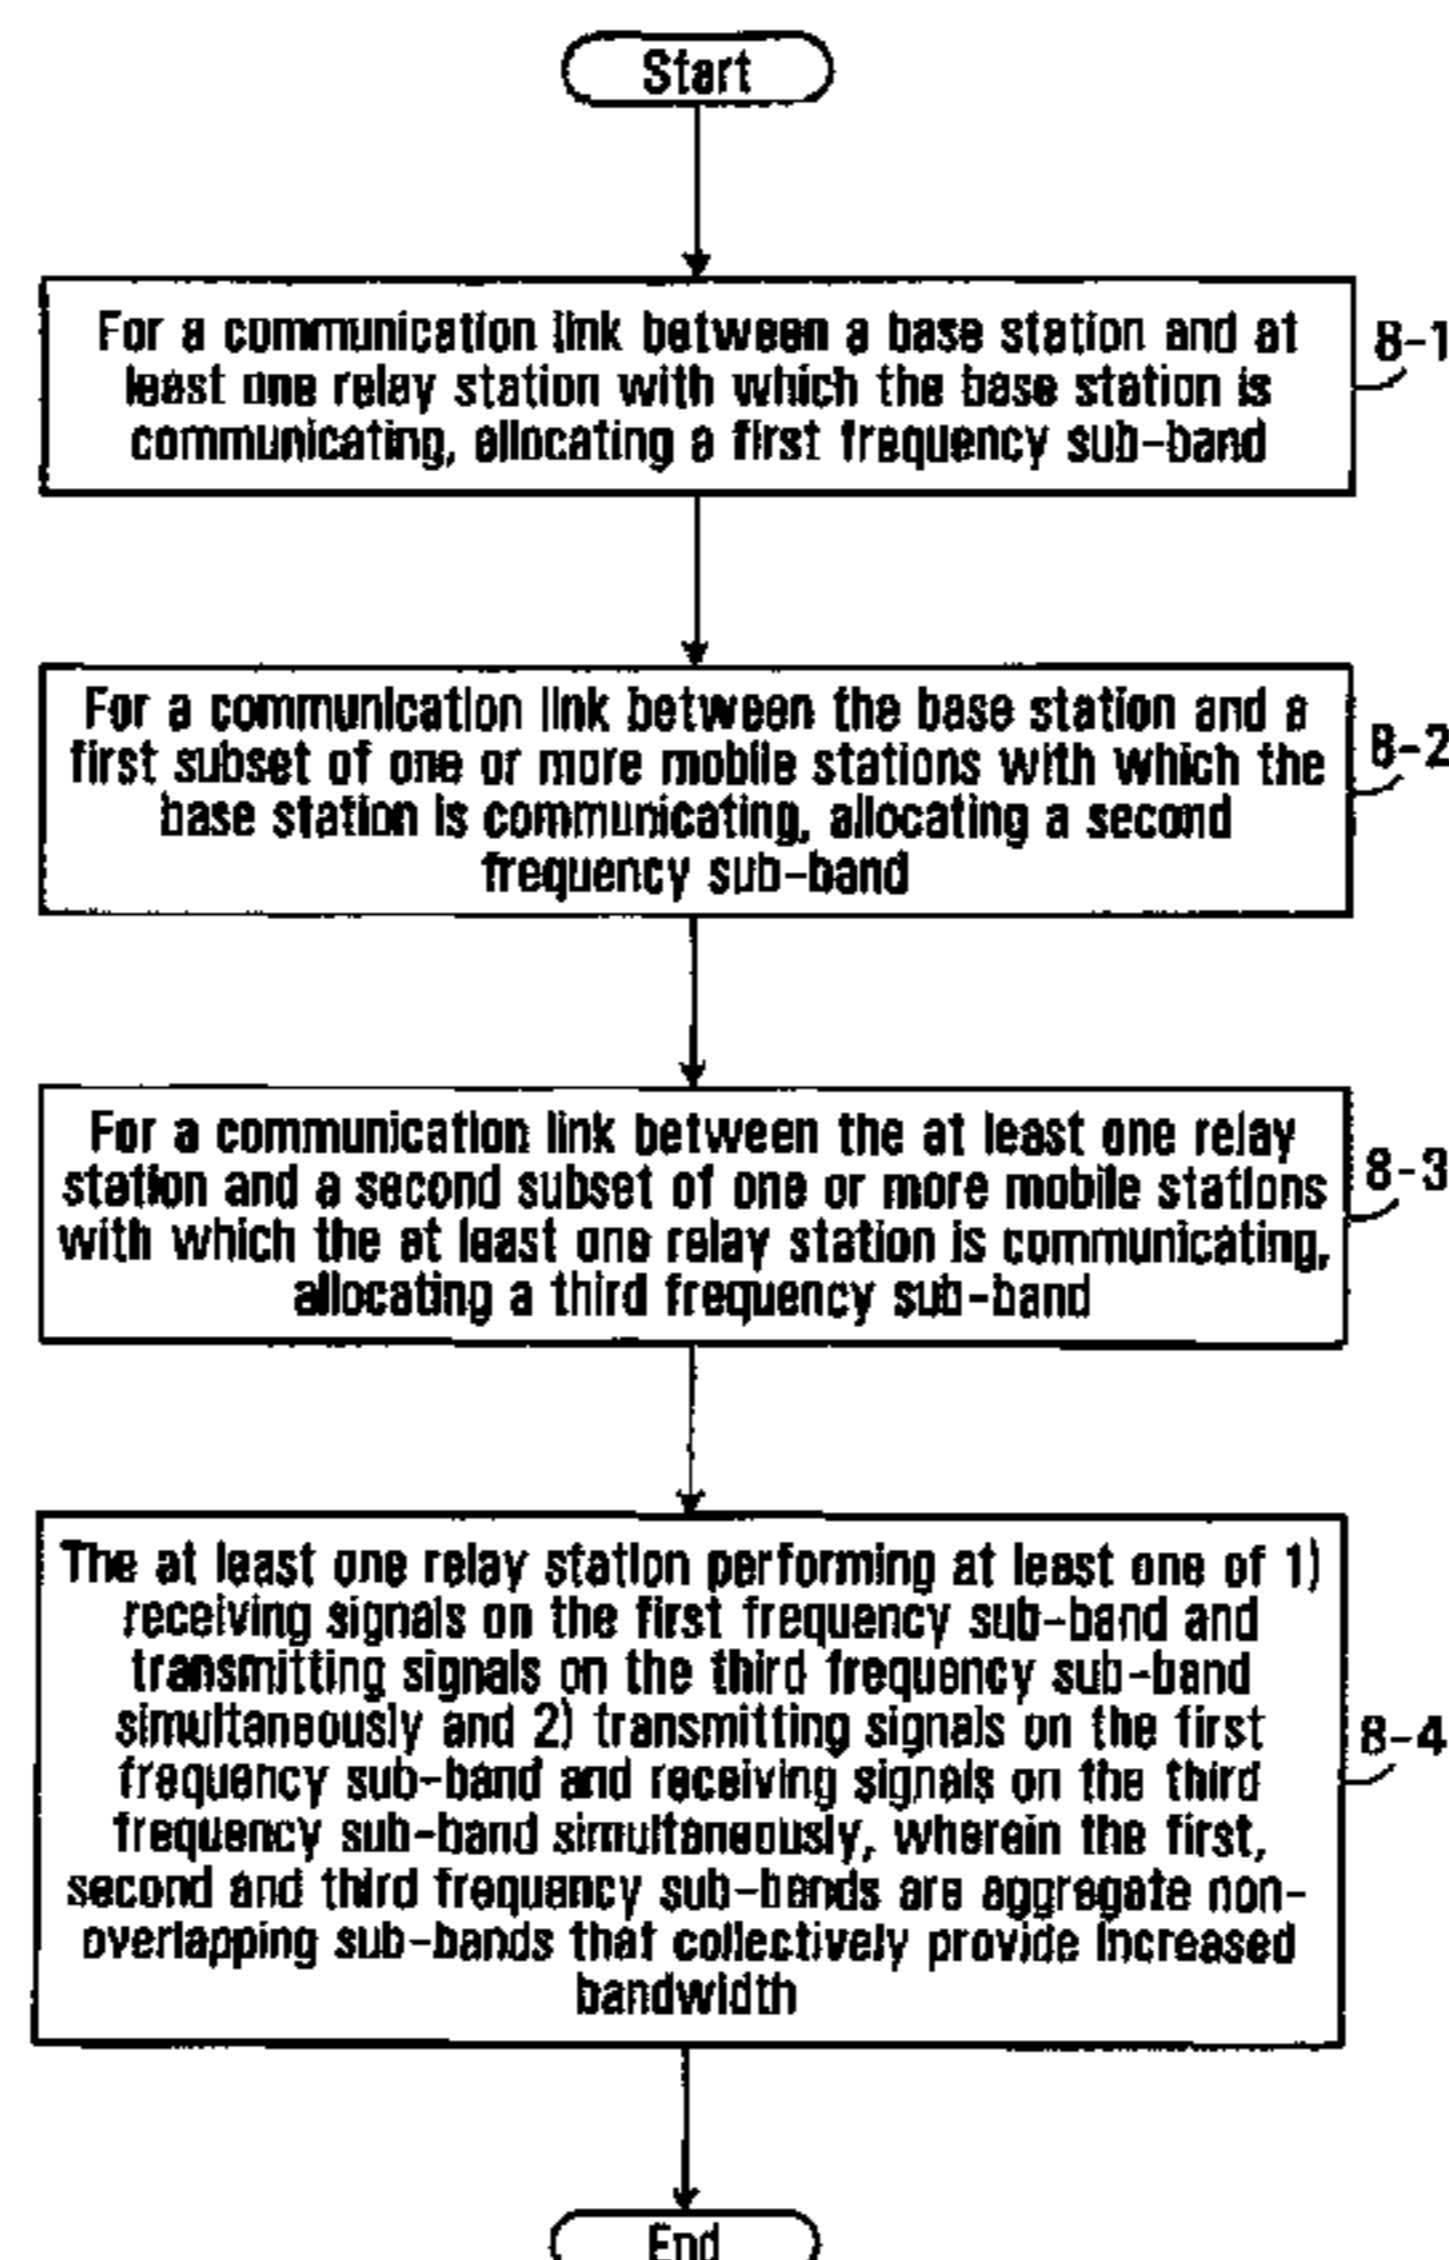 Start
For a communication link between a base station and at
least one relay station with which the base station is
communicating, allocating a first frequency sub-band
8-1
For a communication link between the base station and a
first subset of one or more mobile stations with which the
base station is communicating, allocating a second
frequency sub-band
8-2
For a communication link between the at least one relay
station and a second subset of one or more mobile stations
with which the at least one relay station is communicating,
allocating a third frequency sub-band
8-3
The at least one relay station performing at least one of 1)
receiving signals on the first frequency sub-band and
transmitting signals on the third frequency sub-band
simultaneously and 2) transmitting signals on the first
frequency sub-band and receiving signals on the third
frequency sub-band simultaneously, wherein the first,
second and third frequency sub-bands are aggregate non-
overlapping sub-bands that collectively provide increased
bandwidth
8-4
End